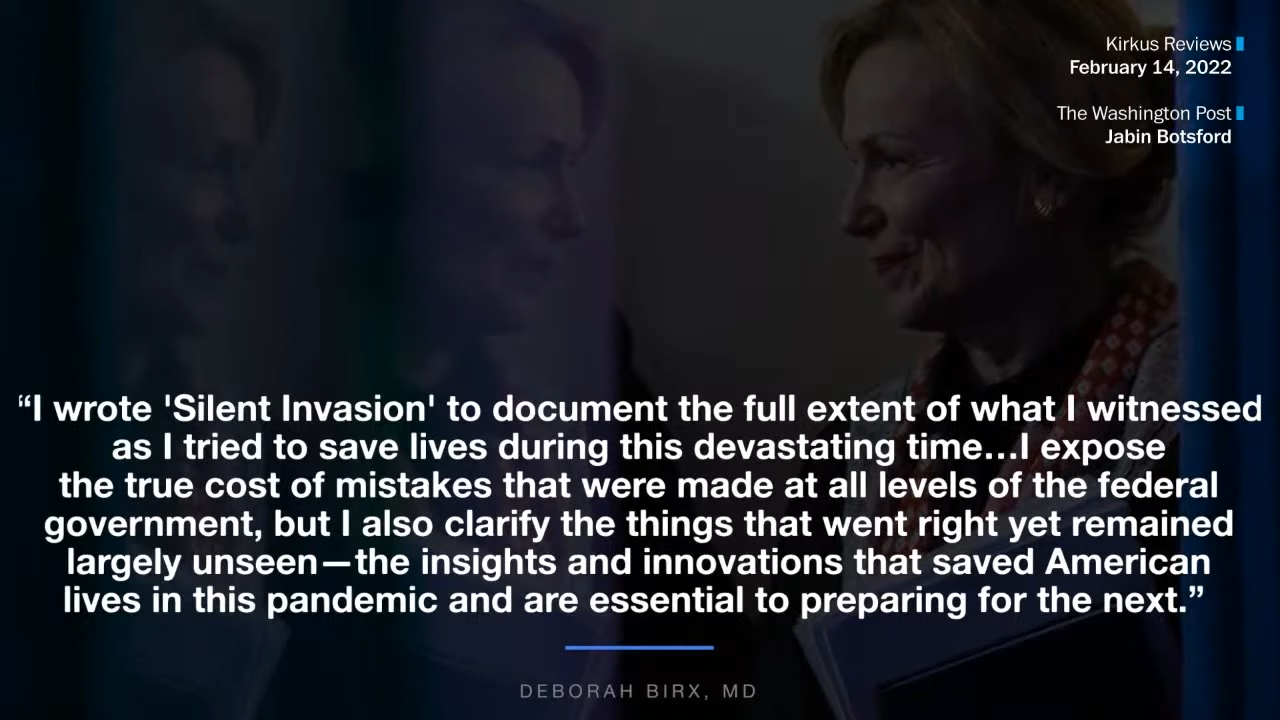 Kirkus Reviews
February 14, 2022
The Washington Post
Jabin Botsford
“I wrote 'Silent Invasion' to document the full extent of what I witnessed
as I tried to save lives during this devastating time...I expose
the true cost of mistakes that were made at all levels of the federal
government, but I also clarify the things that went right yet remained
largely unseen—the insights and innovations that saved American
lives in this pandemic and are essential to preparing for the next.”
DEBORAH BIRX, MD